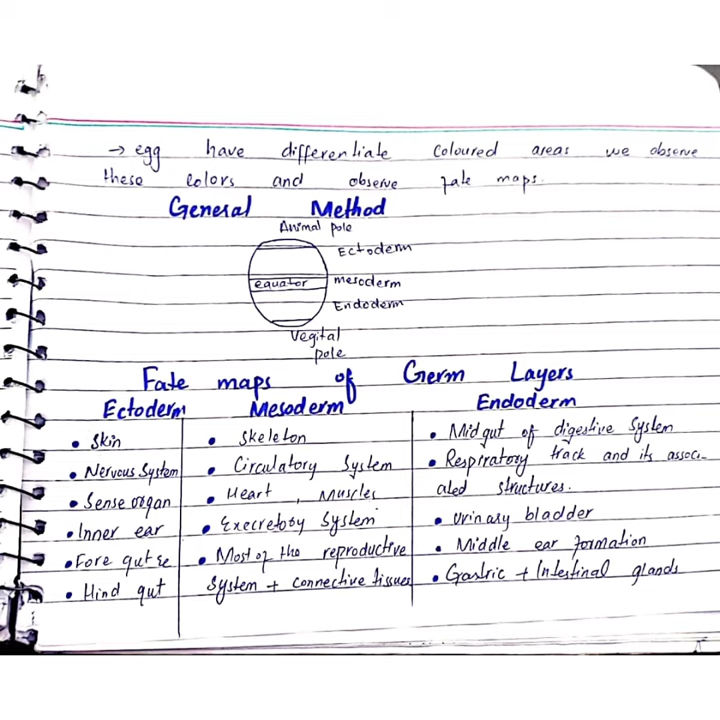 → egg have differentiate coloured areas we observe
these colors and observe fate maps.
General Method
Animal pole
Ectoderm
equator mesoderm
Endoderm
Vegital
pole
Fate maps of Germ Layers
Ectoderm Mesoderm Endoderm
• Skin
• Nervous System
• Sense organ
• Inner ear
• Fore gut &
• Hind gut
• Skeleton
• Circulatory System
• Heart, Muscles
• Execretoby System
• Most of the reproductive
System + connective tissues
• Midgut of digestive System
• Respiratory track and its associ-
ated structures.
• Urinary bladder
• Middle ear formation
• Gastric + Intestinal glands